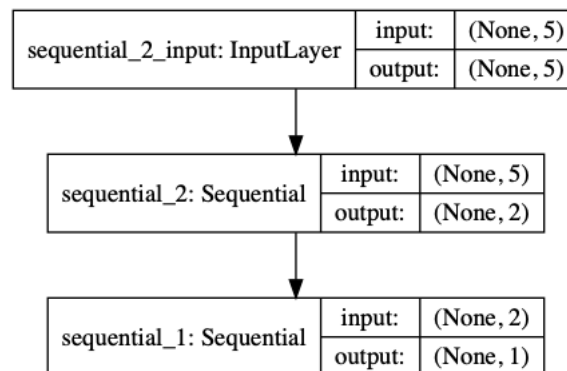 sequential_2_input: InputLayer
input: (None, 5)
output: (None, 5)
sequential_2: Sequential
input: (None, 5)
output: (None, 2)
sequential_1: Sequential
input: (None, 2)
output: (None, 1)